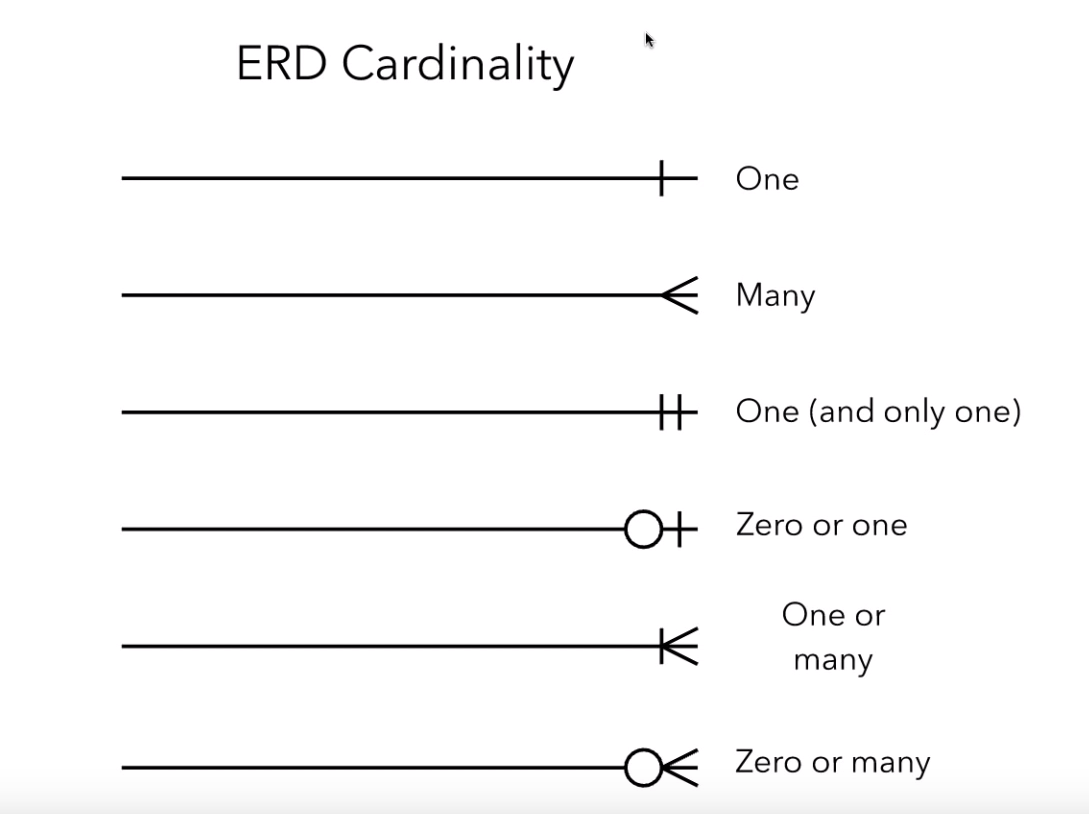 ERD Cardinality
One
Many
One (and only one)
Zero or one
One or
many
Zero or many